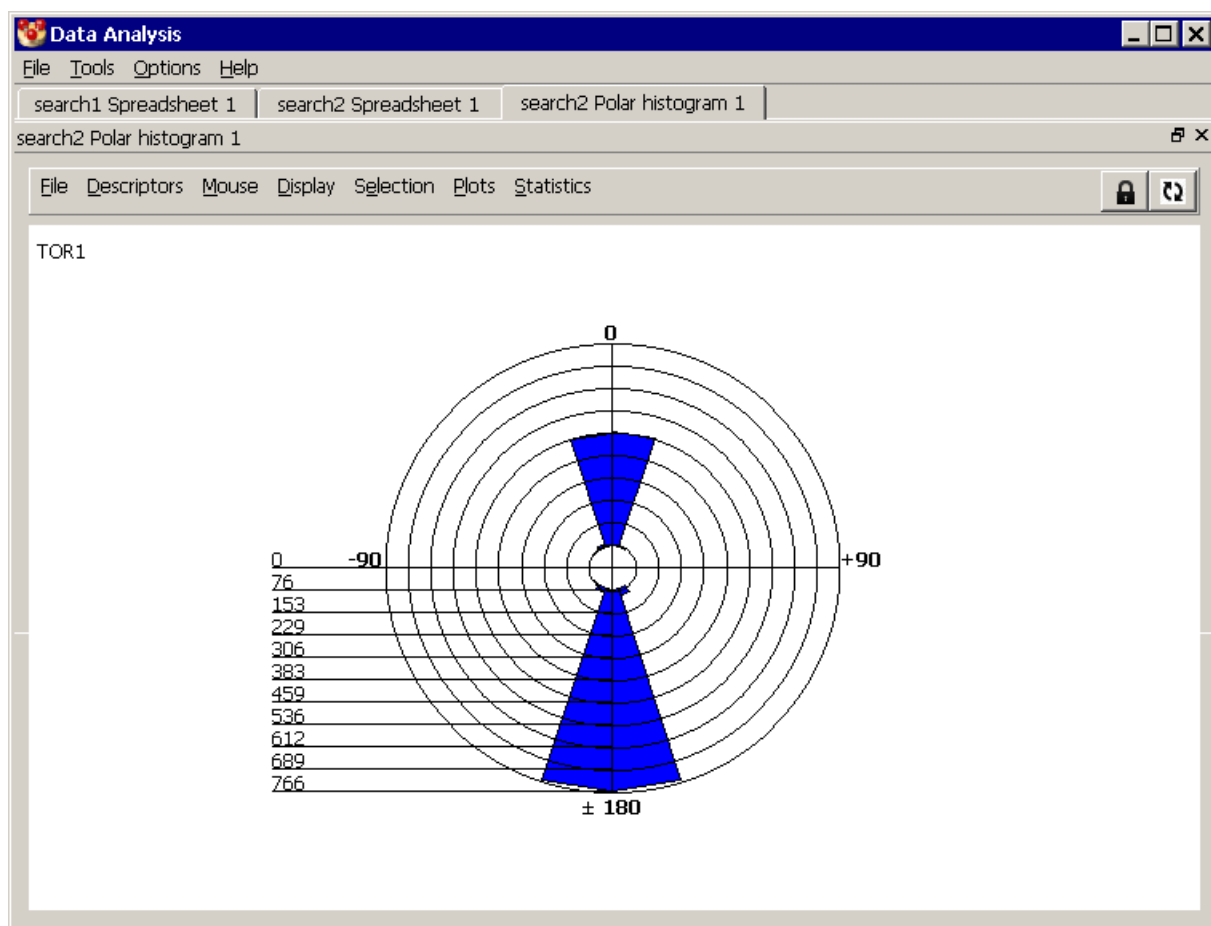 Data Analysis
File Tools Options Help
search1 Spreadsheet 1 search2 Spreadsheet 1 search2 Polar histogram 1
search2 Polar histogram 1
File Descriptors Mouse Display Selection Plots Statistics
TOR1
0
0 -90 +90
76
153
229
306
383
459
536
612
689
766
± 180